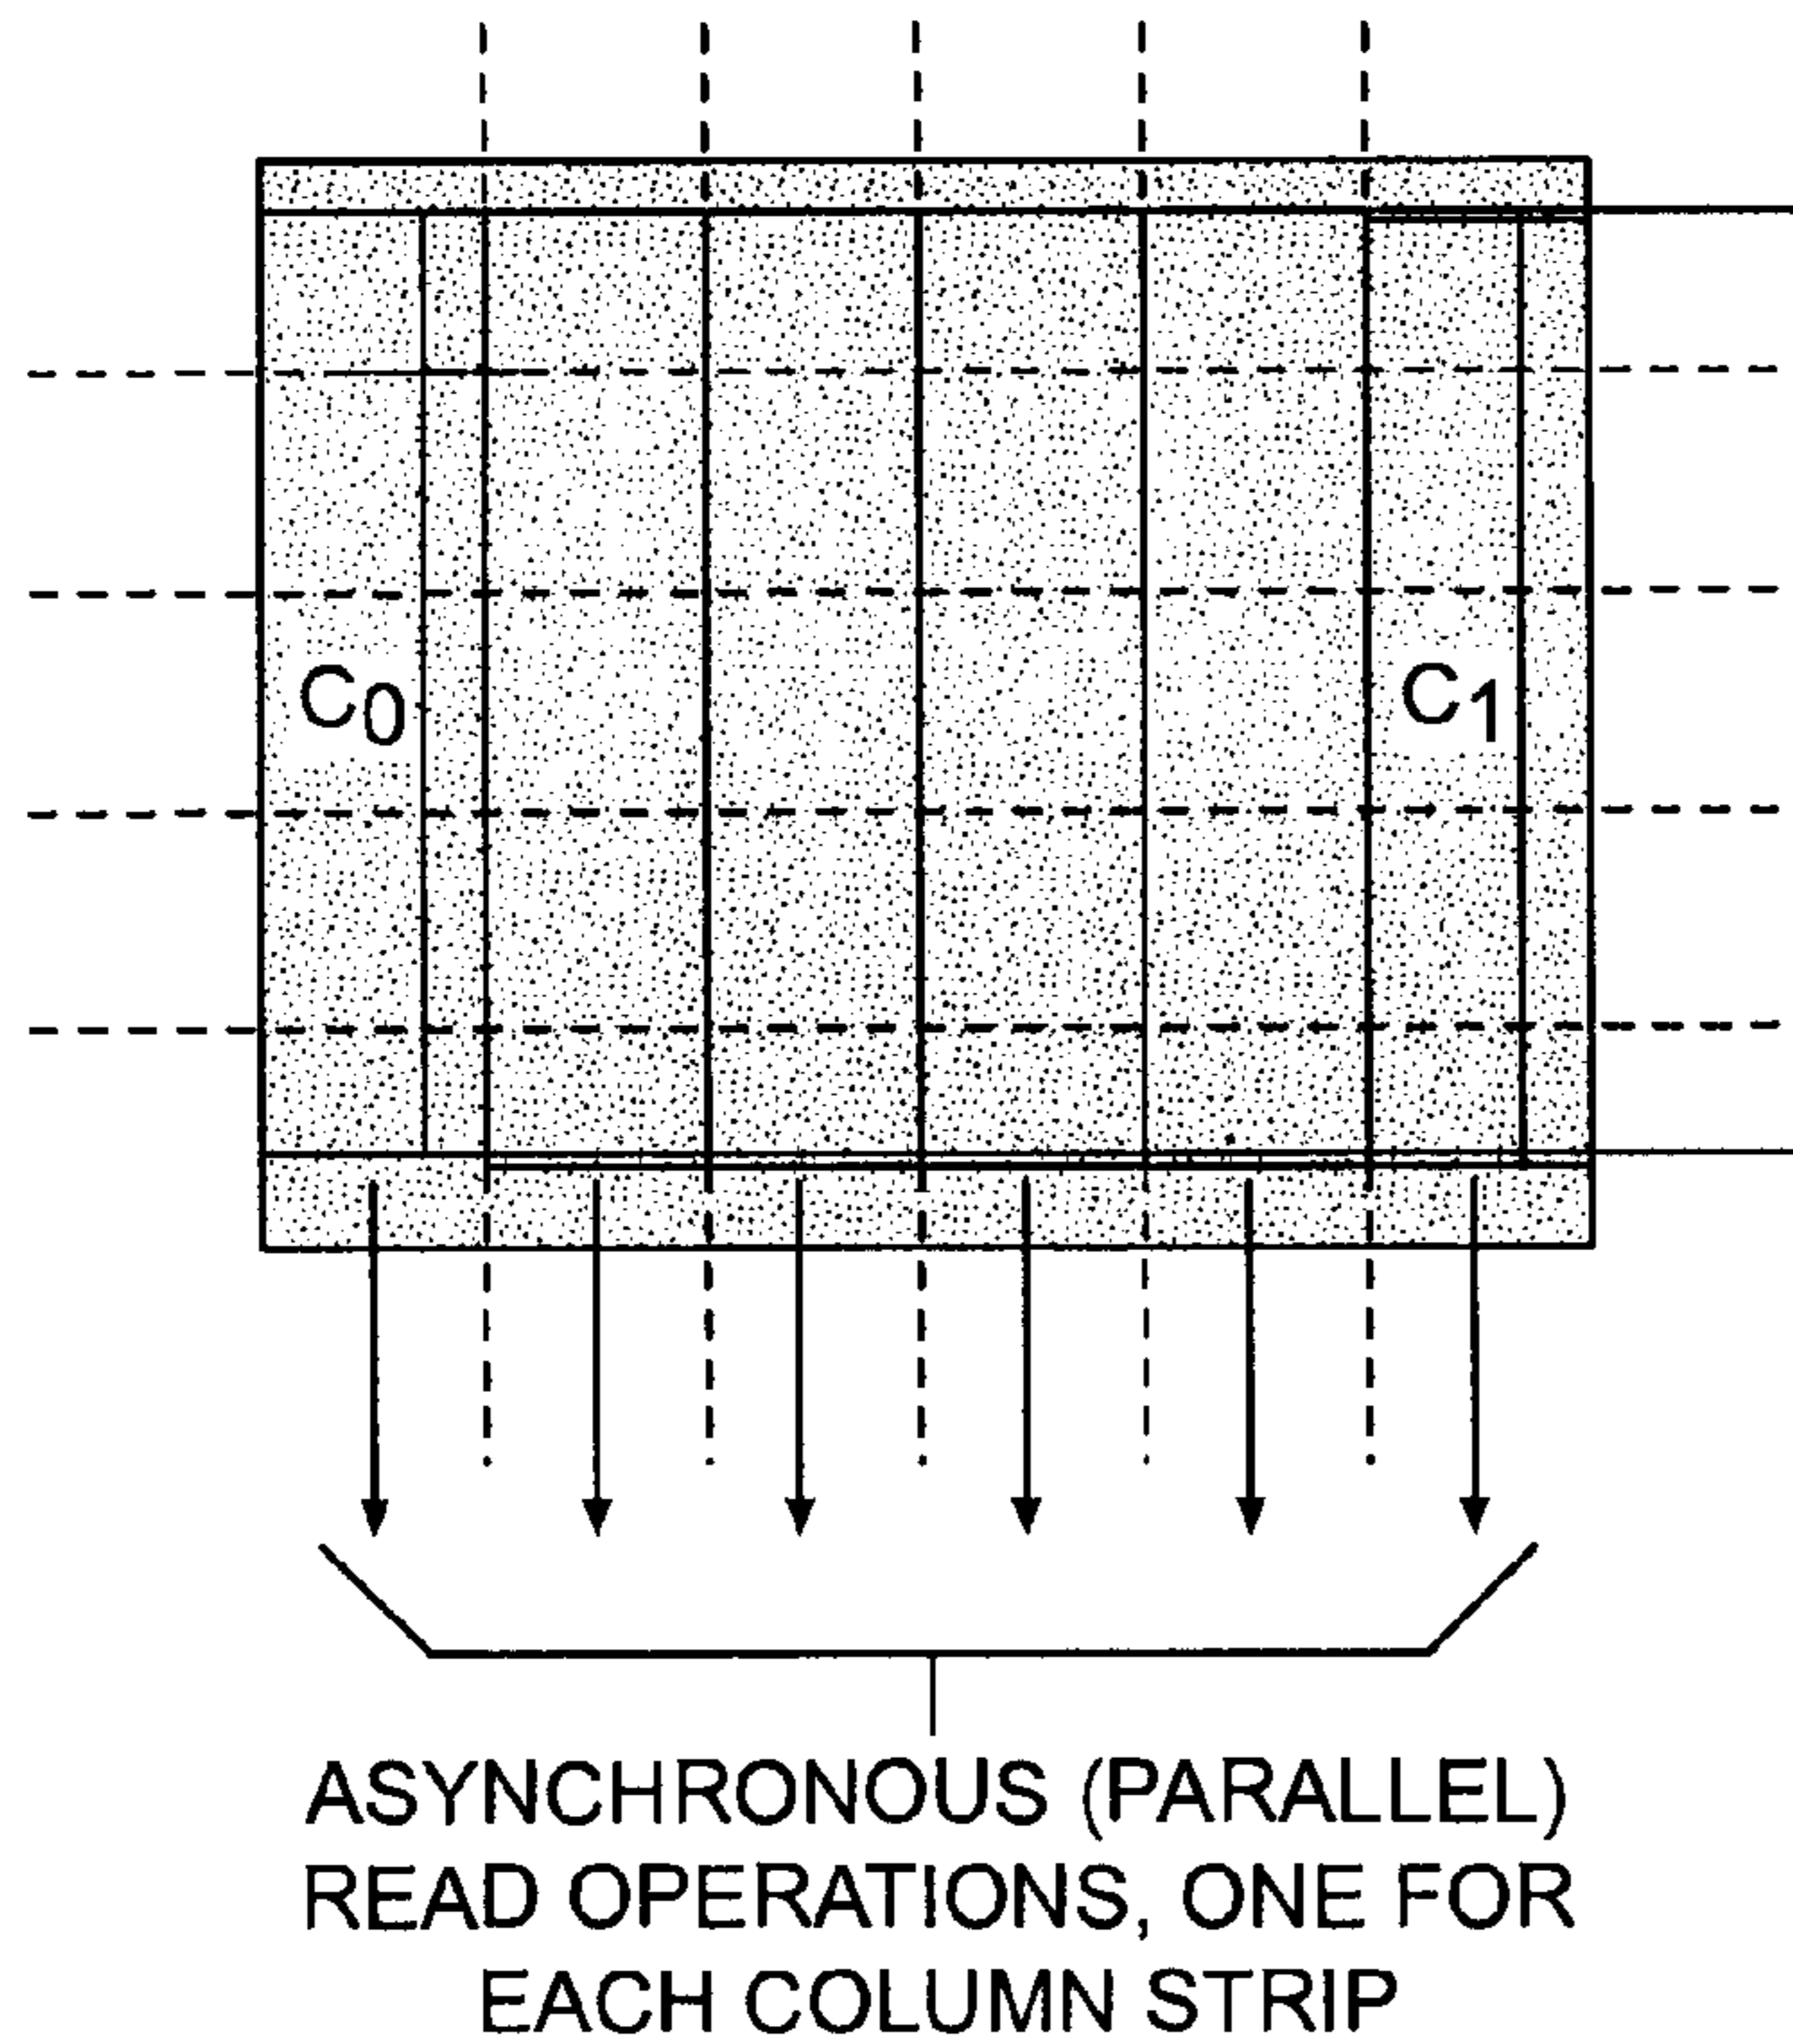 C0 C1
ASYNCHRONOUS (PARALLEL)
READ OPERATIONS, ONE FOR
EACH COLUMN STRIP